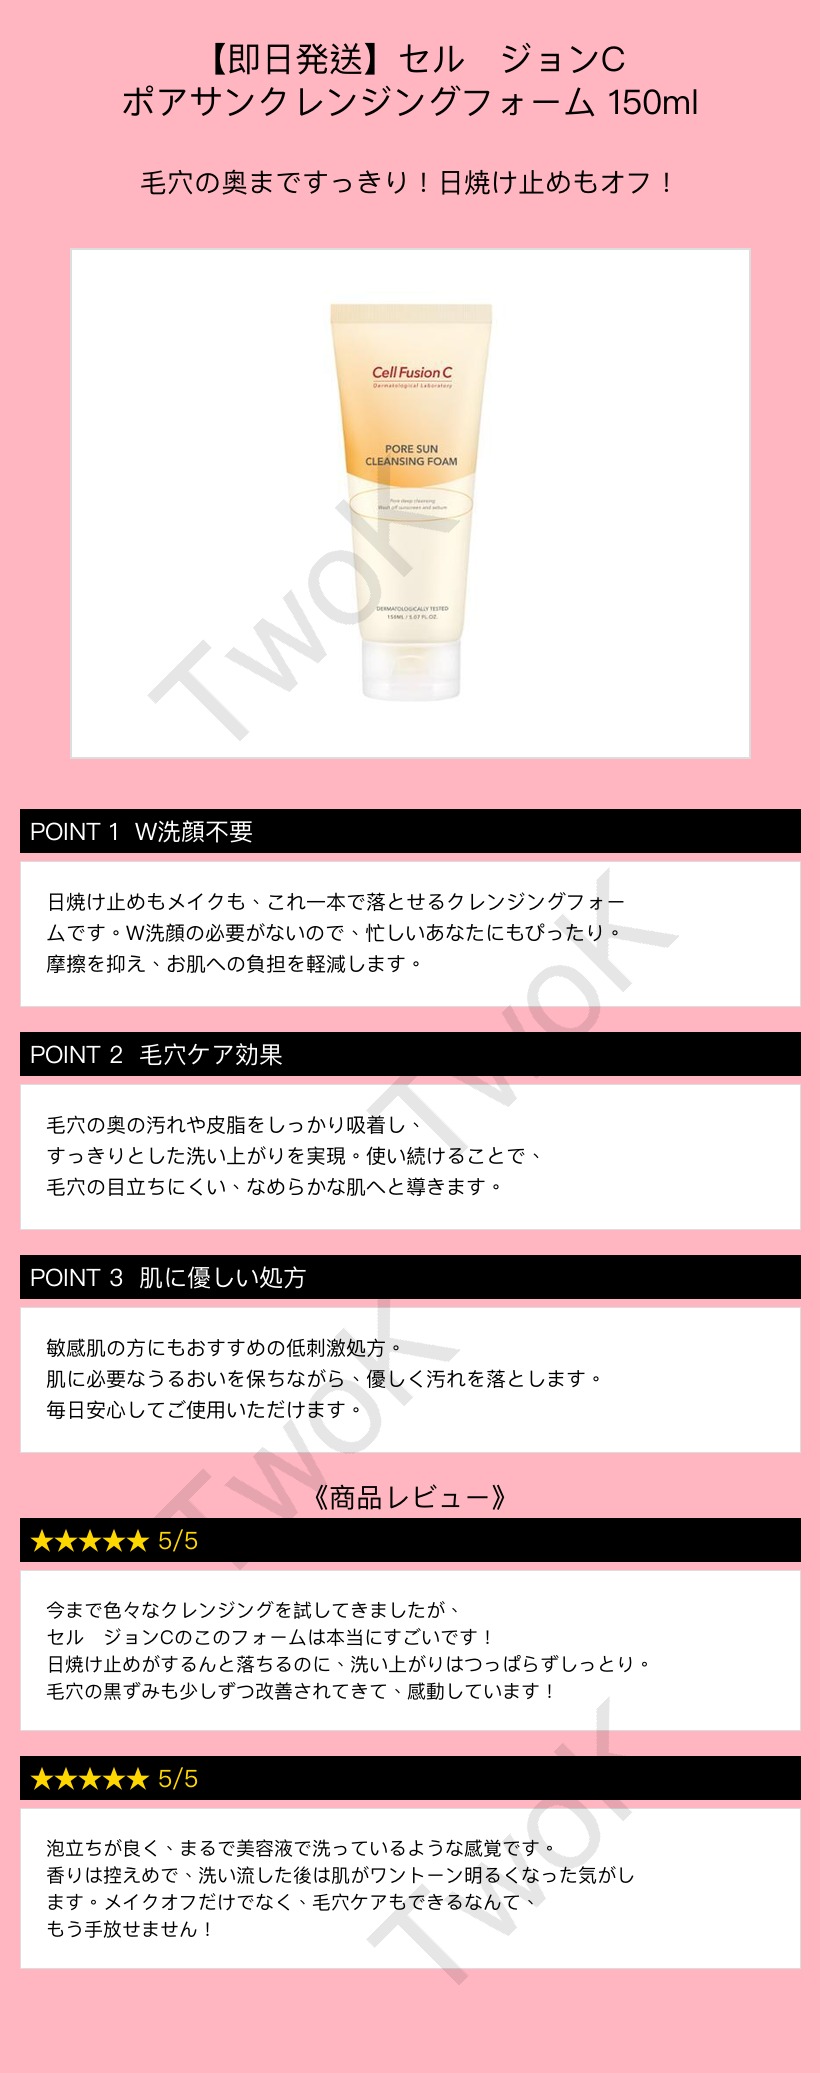 【即日発送】セル　ジョンC
ポアサンクレンジングフォーム 150ml
毛穴の奥まですっきり！日焼け止めもオフ！
Cell Fusion C
Dermatological Laboratory
PORE SUN
CLEANSING FOAM
Pore deep cleansing
Wash off sunscreen and sebum
DERMATOLOGICALLY TESTED
150ML / 5.07 FL.OZ.
TwoK
POINT 1 W洗顔不要
日焼け止めもメイクも、これ一本で落とせるクレンジングフォー
ムです。W洗顔の必要がないので、忙しいあなたにもぴったり。
摩擦を抑え、お肌への負担を軽減します。
TwoK
POINT 2 毛穴ケア効果
毛穴の奥の汚れや皮脂をしっかり吸着し、
すっきりとした洗い上がりを実現。使い続けることで、
毛穴の目立ちにくい、なめらかな肌へと導きます。
POINT 3 肌に優しい処方
敏感肌の方にもおすすめの低刺激処方。
肌に必要なうるおいを保ちながら、優しく汚れを落とします。
毎日安心してご使用いただけます。
TwoK
《商品レビュー》
★★★★★ 5/5
今まで色々なクレンジングを試してきましたが、
セル　ジョンCのこのフォームは本当にすごいです！
日焼け止めがするんと落ちるのに、洗い上がりはつっぱらずしっとり。
毛穴の黒ずみも少しずつ改善されてきて、感動しています！
★★★★★ 5/5
泡立ちが良く、まるで美容液で洗っているような感覚です。
香りは控えめで、洗い流した後は肌がワントーン明るくなった気がし
ます。メイクオフだけでなく、毛穴ケアもできるなんて、
もう手放せません！
TwoK